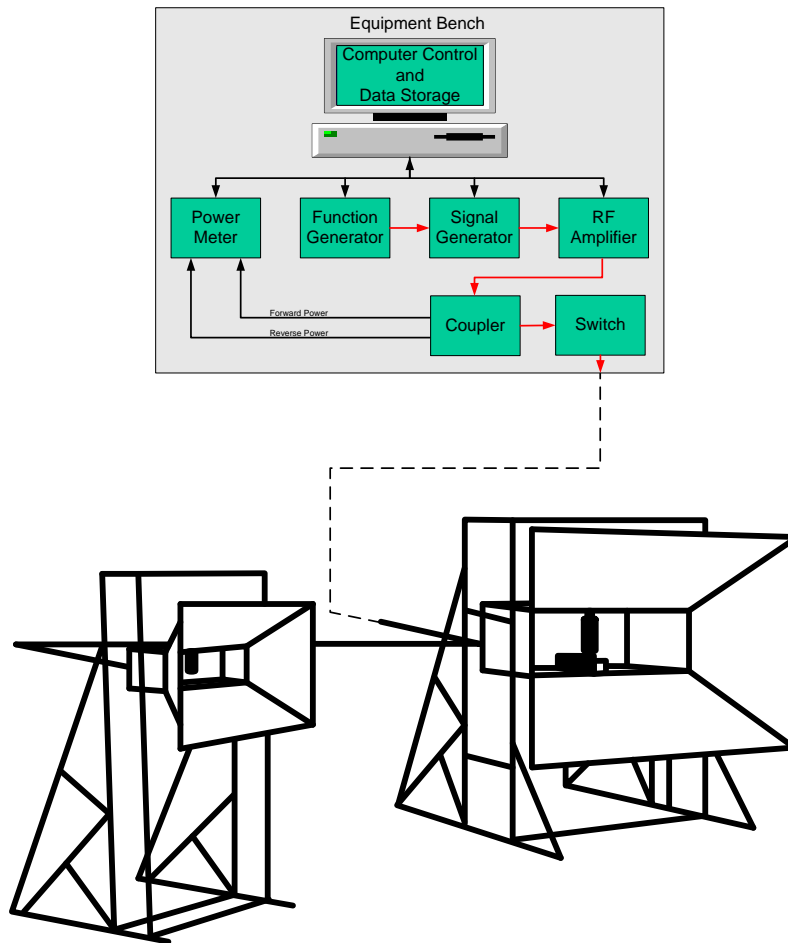 Equipment Bench
Computer Control
and
Data Storage
Power
Meter
Function
Generator
Signal
Generator
RF
Amplifier
Forward Power
Reverse Power
Coupler
Switch